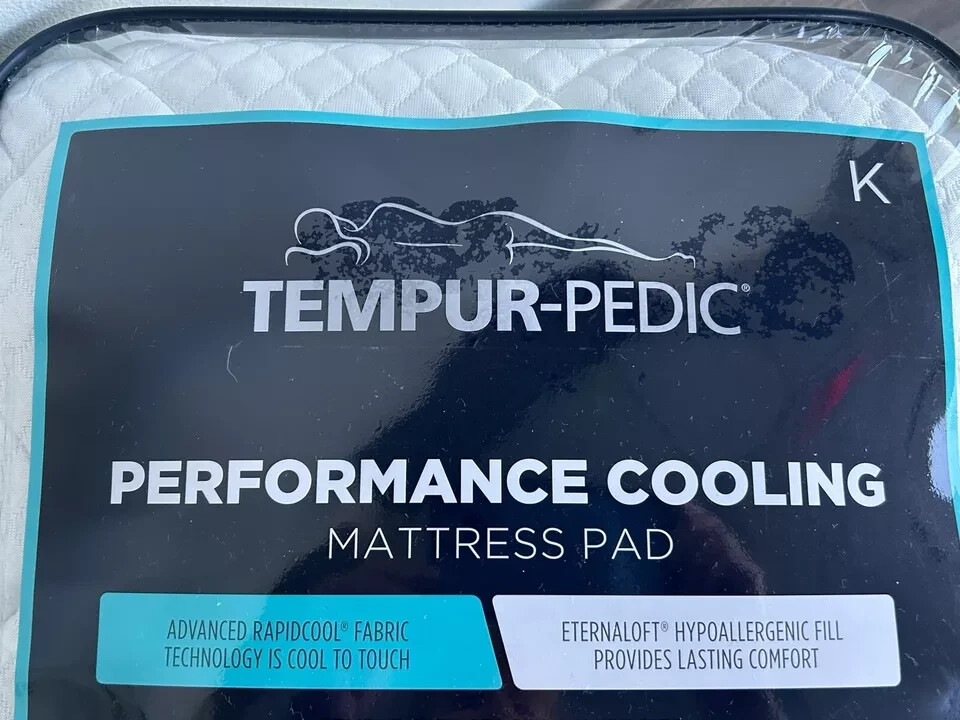 K
TEMPUR-PEDIC®
PERFORMANCE COOLING
MATTRESS PAD
ADVANCED RAPIDCOOL® FABRIC
TECHNOLOGY IS COOL TO TOUCH
ETERNALOFT® HYPOALLERGENIC FILL
PROVIDES LASTING COMFORT